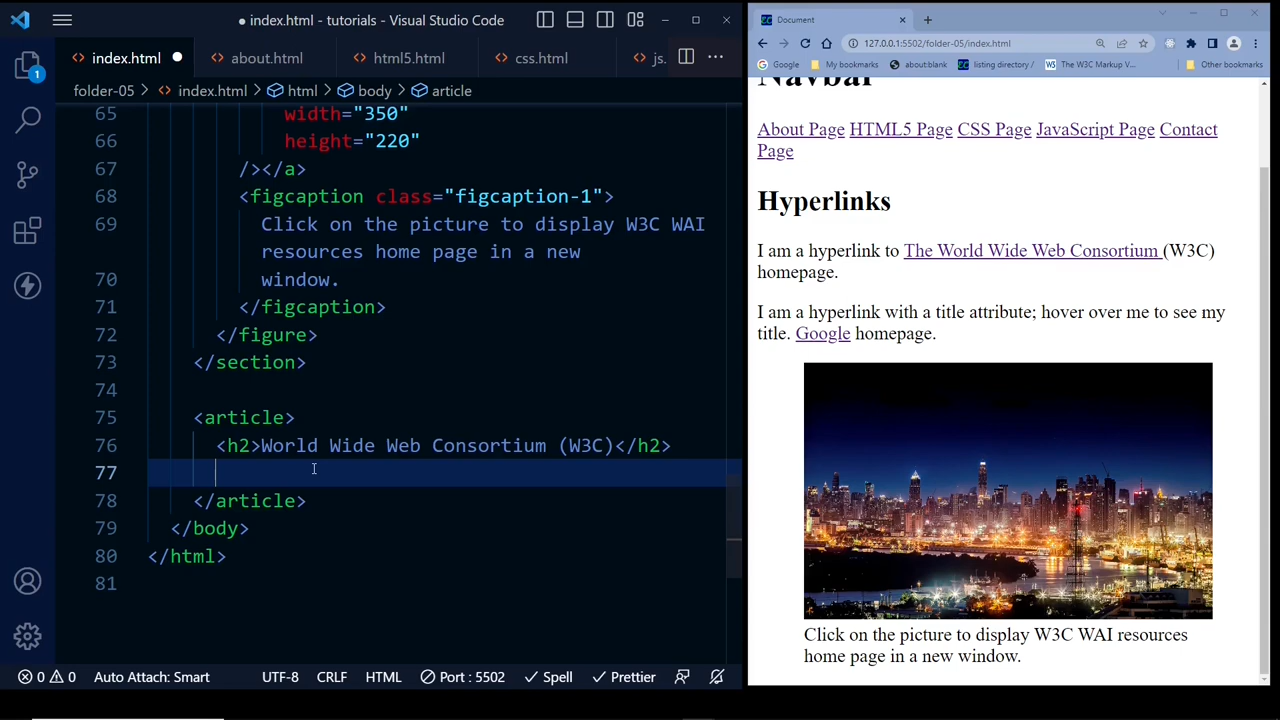 index.html - tutorials - Visual Studio Code
index.html
about.html
html5.html
css.html
js.
folder-05 > index.html > html > body > article
1
65 width="350"
66 height="220"
67 /></a>
68 <figcaption class="figcaption-1">
69 Click on the picture to display W3C WAI
resources home page in a new
70 window.
71 </figcaption>
72 </figure>
73 </section>
74
75 <article>
76 <h2>World Wide Web Consortium (W3C)</h2>
77
78 </article>
79 </body>
80 </html>
81
0 0 Auto Attach: Smart UTF-8 CRLF HTML Port : 5502 Spell Prettier
Document
127.0.0.1:5502/folder-05/index.html
Google My bookmarks about:blank listing directory / The W3C Markup V... Other bookmarks
Navbar
About Page HTML5 Page CSS Page JavaScript Page Contact
Page
Hyperlinks
I am a hyperlink to The World Wide Web Consortium (W3C)
homepage.
I am a hyperlink with a title attribute; hover over me to see my
title. Google homepage.
Click on the picture to display W3C WAI resources
home page in a new window.